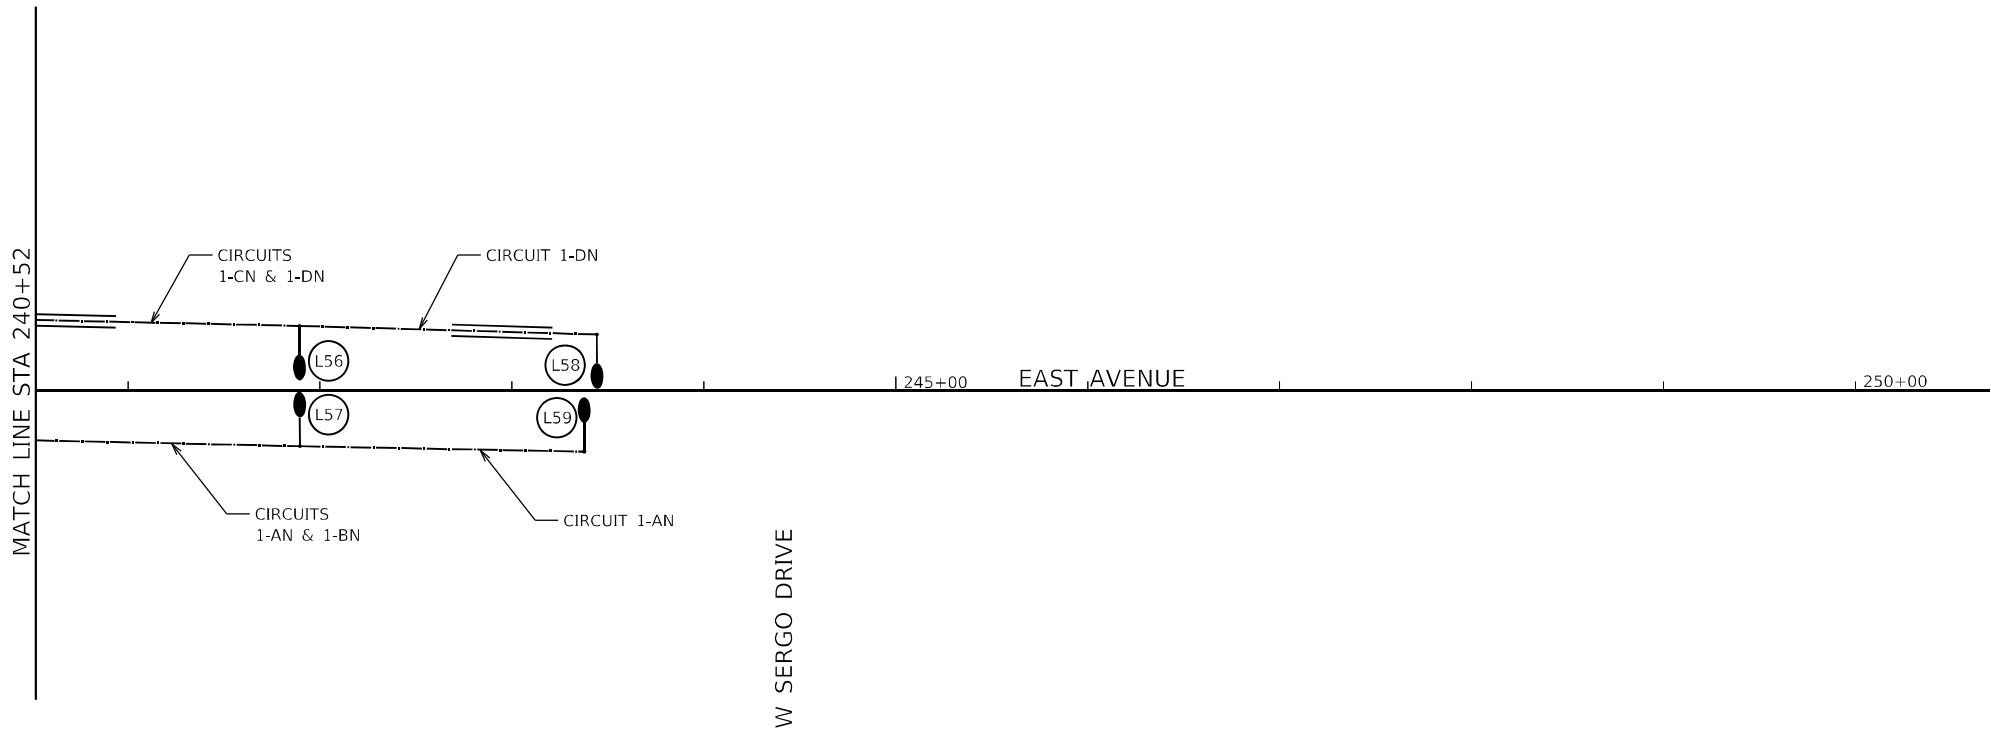 MATCH LINE STA 240+52
CIRCUITS
1-CN & 1-DN
CIRCUIT 1-DN
L56
L58
245+00
EAST AVENUE
250+00
L57
L59
CIRCUITS
1-AN & 1-BN
CIRCUIT 1-AN
W SERGO DRIVE